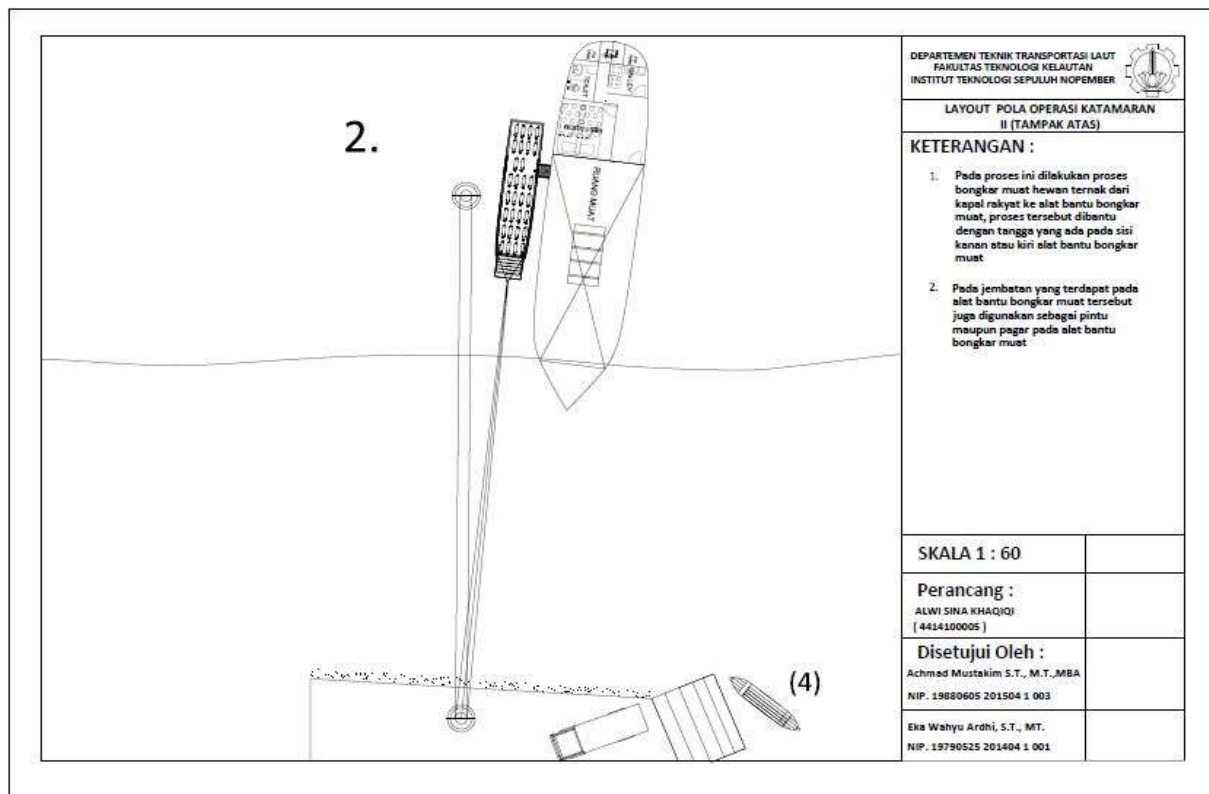 2.
TOILET
GALLEY
RUANG MUAT
(4)
DEPARTEMEN TEKNIK TRANSPORTASI LAUT
FAKULTAS TEKNOLOGI KELAUTAN
INSTITUT TEKNOLOGI SEPULUH NOPEMBER
LAYOUT POLA OPERASI KATAMARAN
II (TAMPAK ATAS)
KETERANGAN :
1. Pada proses ini dilakukan proses
bongkar muat hewan ternak dari
kapal rakyat ke alat bantu bongkar
muat, proses tersebut dibantu
dengan tangga yang ada pada sisi
kanan atau kiri alat bantu bongkar
muat
2. Pada jembatan yang terdapat pada
alat bantu bongkar muat tersebut
juga digunakan sebagai pintu
maupun pagar pada alat bantu
bongkar muat
SKALA 1 : 60
Perancang :
ALWI SINA KHAQIQI
( 4414100005 )
Disetujui Oleh :
Achmad Mustakim S.T., M.T.,MBA
NIP. 19880605 201504 1 003
Eka Wahyu Ardhi, S.T., MT.
NIP. 19790525 201404 1 001